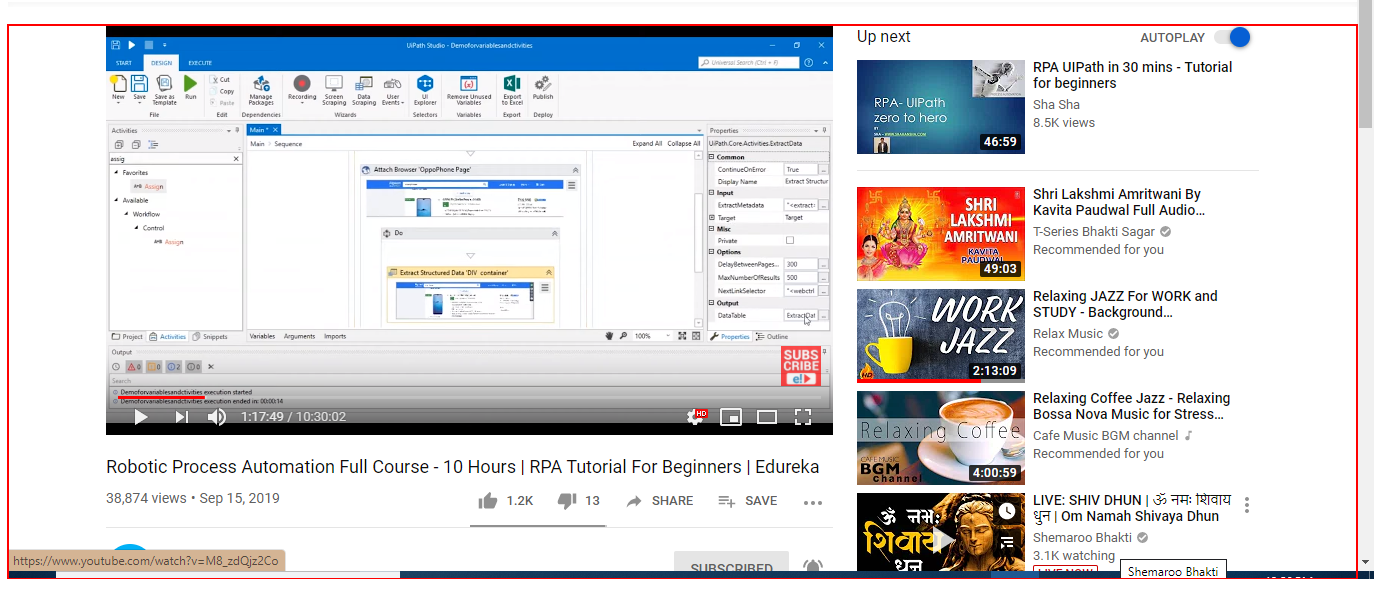 UiPath Studio - Demoforvariablesandctivities
START DESIGN EXECUTE
Universal Search (Ctrl + F)
New Save Save as Template Run
Cut
Copy
Paste
Manage Packages
Recording Screen Scraping Data Scraping User Events
UI Explorer
Remove Unused Variables
Export to Excel
Publish
File Edit Dependencies Wizards Selectors Variables Export Deploy
Activities
assig
Favorites
Assign
Available
Workflow
Control
Assign
Project Activities Snippets
Main*
Main Sequence
Expand All Collapse All
Attach Browser 'OppoPhone Page'
Do
Extract Structured Data 'DIV container'
Variables Arguments Imports
100%
Properties
UiPath.Core.Activities.ExtractData
Common
ContinueOnError True
Display Name Extract Structur
Input
ExtractMetadata "<extract:
Target Target
Misc
Private
Options
DelayBetweenPages... 300
MaxNumberOfResults 500
NextLinkSelector "<webctrl
Output
DataTable ExtractDat
Properties Outline
Output
0 0 2 0
Search
Demoforvariablesandctivities execution started
Demoforvariablesandctivities execution ended in: 00:00:14
SUBS
CRIBE
e!
1:17:49 / 10:30:02
HD
Robotic Process Automation Full Course - 10 Hours | RPA Tutorial For Beginners | Edureka
38,874 views • Sep 15, 2019
1.2K 13 SHARE SAVE
SUBSCRIBED
https://www.youtube.com/watch?v=M8_zdQjz2Co
Up next
AUTOPLAY
RPA- UIPath
zero to hero
BY
46:59
RPA UIPath in 30 mins - Tutorial
for beginners
Sha Sha
8.5K views
SHRI
LAKSHMI
AMRITWANI
KAVITA
PAUDWAL
49:03
Shri Lakshmi Amritwani By
Kavita Paudwal Full Audio...
T-Series Bhakti Sagar
Recommended for you
WORK
JAZZ
HD
2:13:09
Relaxing JAZZ For WORK and
STUDY - Background...
Relax Music
Recommended for you
Relaxing Coffee
CAFE MUSIC
BGM
channel
4:00:59
Relaxing Coffee Jazz - Relaxing
Bossa Nova Music for Stress...
Cafe Music BGM channel
Recommended for you
ॐ नमः
शिवाय
LIVE: SHIV DHUN | ॐ नमः शिवाय
धुन | Om Namah Shivaya Dhun
Shemaroo Bhakti
3.1K watching
LIVE NOW
Shemaroo Bhakti